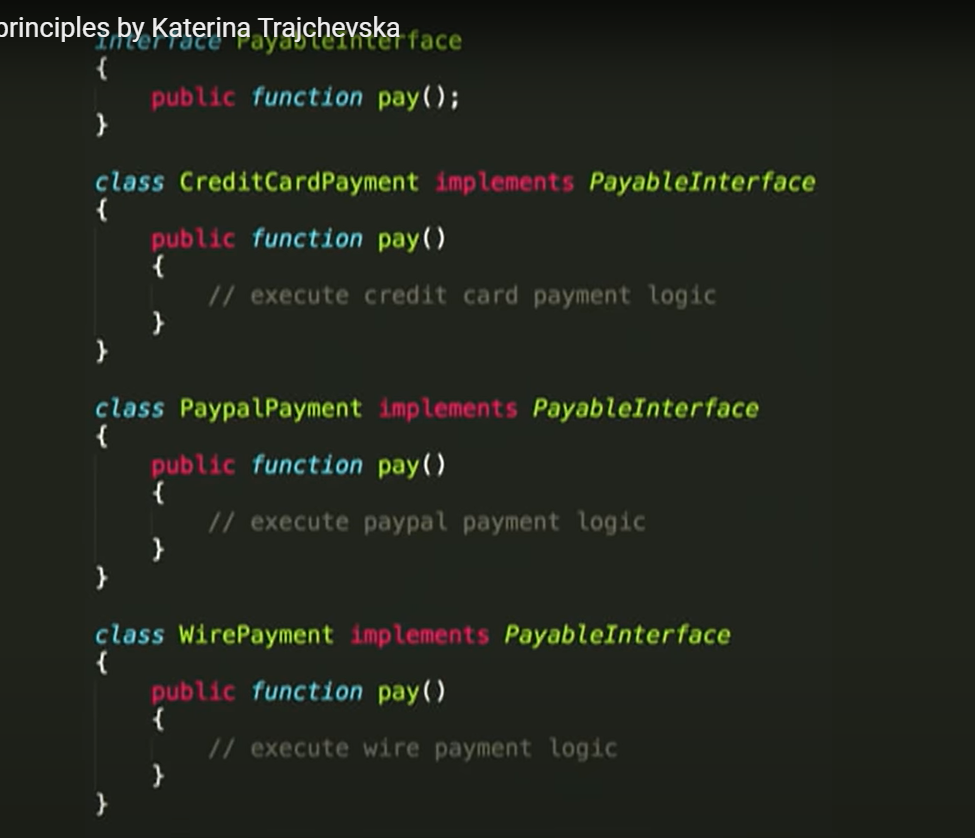 principles by Katerina Trajchevska
interface PayableInterface
{
public function pay();
}
class CreditCardPayment implements PayableInterface
{
public function pay()
{
// execute credit card payment logic
}
}
class PaypalPayment implements PayableInterface
{
public function pay()
{
// execute paypal payment logic
}
}
class WirePayment implements PayableInterface
{
public function pay()
{
// execute wire payment logic
}
}